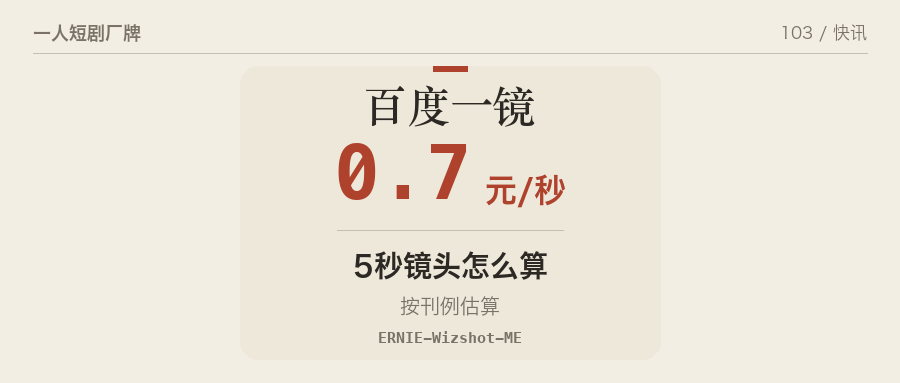 一人短剧厂牌
103 / 快讯
百度一镜
0.7 元/秒
5秒镜头怎么算
按刊例估算
ERNIE-Wizshot-ME